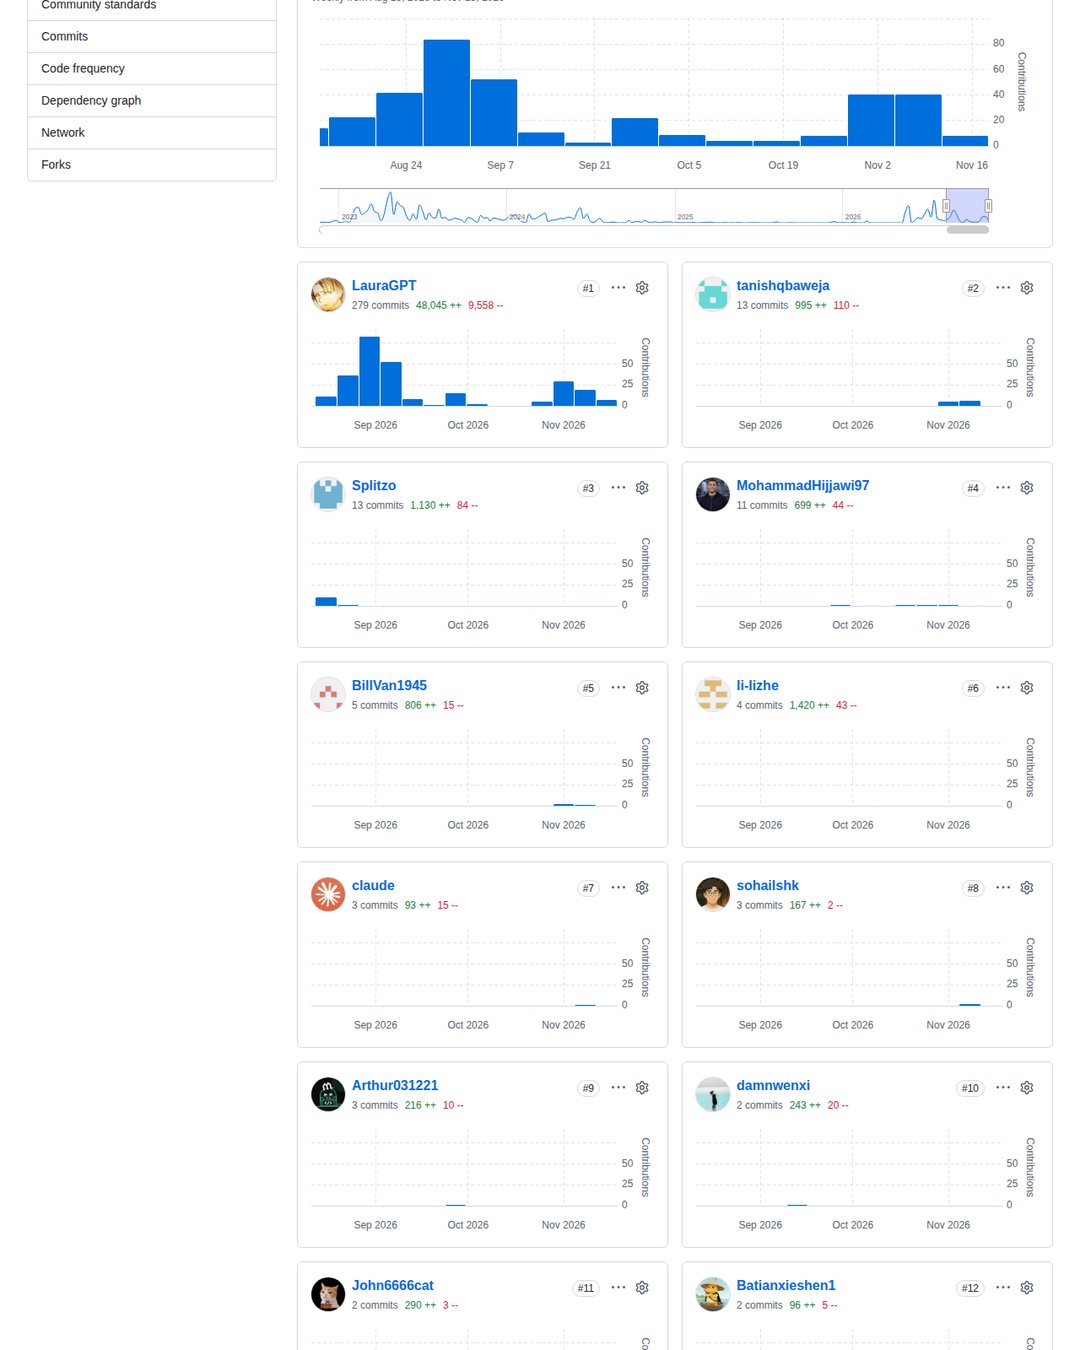 Community standards
Commits
Code frequency
Dependency graph
Network
Forks
80
60
40
20
0
Contributions
Aug 24
Sep 7
Sep 21
Oct 5
Oct 19
Nov 2
Nov 16
2023
2024
2025
2026
LauraGPT
#1
279 commits 48,045 ++ 9,558 --
50
25
0
Contributions
Sep 2026
Oct 2026
Nov 2026
tanishqbaweja
#2
13 commits 995 ++ 110 --
50
25
0
Contributions
Sep 2026
Oct 2026
Nov 2026
Splitzo
#3
13 commits 1,130 ++ 84 --
50
25
0
Contributions
Sep 2026
Oct 2026
Nov 2026
MohammadHijjawi97
#4
11 commits 699 ++ 44 --
50
25
0
Contributions
Sep 2026
Oct 2026
Nov 2026
BillVan1945
#5
5 commits 806 ++ 15 --
50
25
0
Contributions
Sep 2026
Oct 2026
Nov 2026
li-lizhe
#6
4 commits 1,420 ++ 43 --
50
25
0
Contributions
Sep 2026
Oct 2026
Nov 2026
claude
#7
3 commits 93 ++ 15 --
50
25
0
Contributions
Sep 2026
Oct 2026
Nov 2026
sohailshk
#8
3 commits 167 ++ 2 --
50
25
0
Contributions
Sep 2026
Oct 2026
Nov 2026
Arthur031221
#9
3 commits 216 ++ 10 --
50
25
0
Contributions
Sep 2026
Oct 2026
Nov 2026
damnwenxi
#10
2 commits 243 ++ 20 --
50
25
0
Contributions
Sep 2026
Oct 2026
Nov 2026
John6666cat
#11
2 commits 290 ++ 3 --
Co
Batianxieshen1
#12
2 commits 96 ++ 5 --
Co